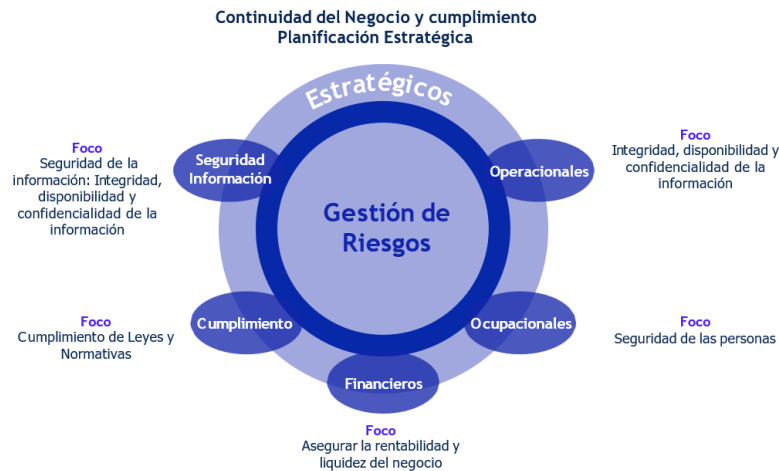 Continuidad del Negocio y cumplimiento
Planificación Estratégica
Estratégicos
Foco
Seguridad de la
información: Integridad,
disponibilidad y
confidencialidad de la
información
Seguridad
Información
Operacionales
Foco
Integridad, disponibilidad y
confidencialidad de la
información
Gestión de
Riesgos
Foco
Cumplimiento de Leyes y
Normativas
Cumplimiento
Ocupacionales
Foco
Seguridad de las personas
Financieros
Foco
Asegurar la rentabilidad y
liquidez del negocio